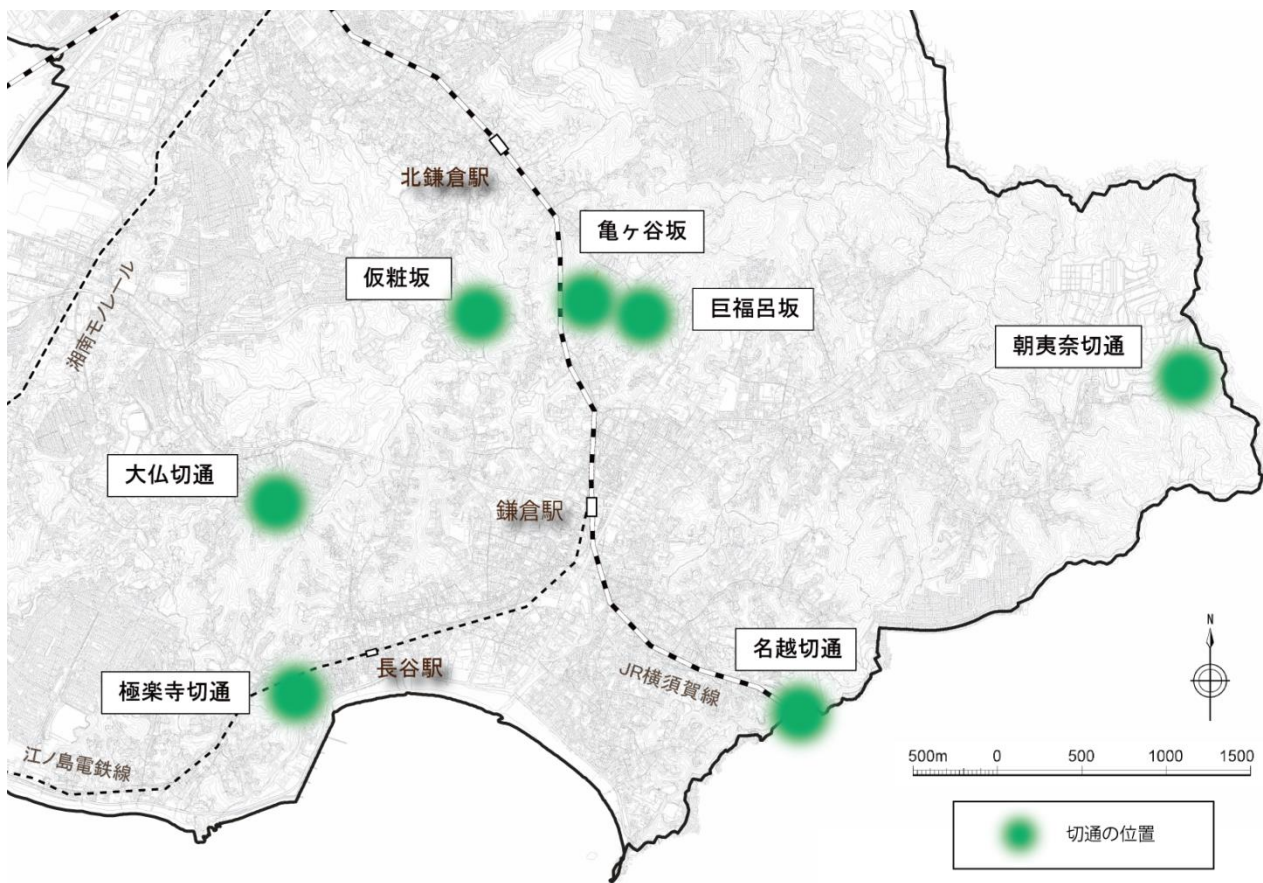 北鎌倉駅
亀ヶ谷坂
仮粧坂
巨福呂坂
湘南モノレール
朝夷奈切通
大仏切通
鎌倉駅
名越切通
長谷駅
JR横須賀線
極楽寺切通
江ノ島電鉄線
N
500m 0 500 1000 1500
切通の位置